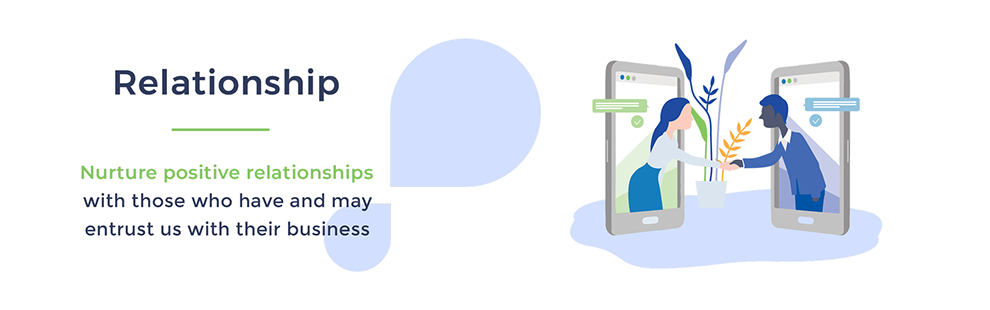 Relationship
Nurture positive relationships
with those who have and may
entrust us with their business